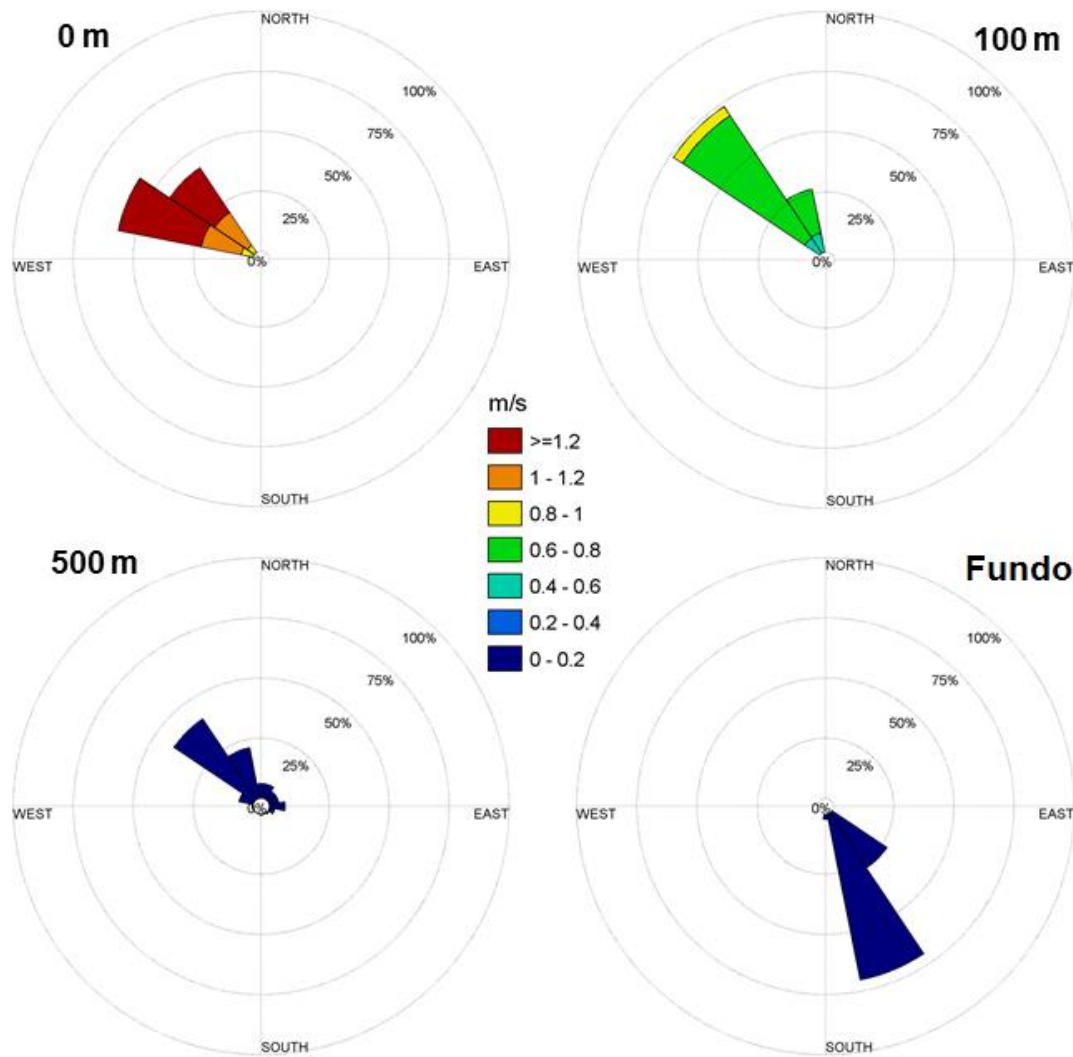 0 m
NORTH
100%
75%
50%
25%
0%
WEST
EAST
SOUTH
100 m
NORTH
100%
75%
50%
25%
0%
WEST
EAST
SOUTH
m/s
>=1.2
1 - 1.2
0.8 - 1
0.6 - 0.8
0.4 - 0.6
0.2 - 0.4
0 - 0.2
500 m
NORTH
100%
75%
50%
25%
0%
WEST
EAST
SOUTH
Fundo
NORTH
100%
75%
50%
25%
0%
WEST
EAST
SOUTH